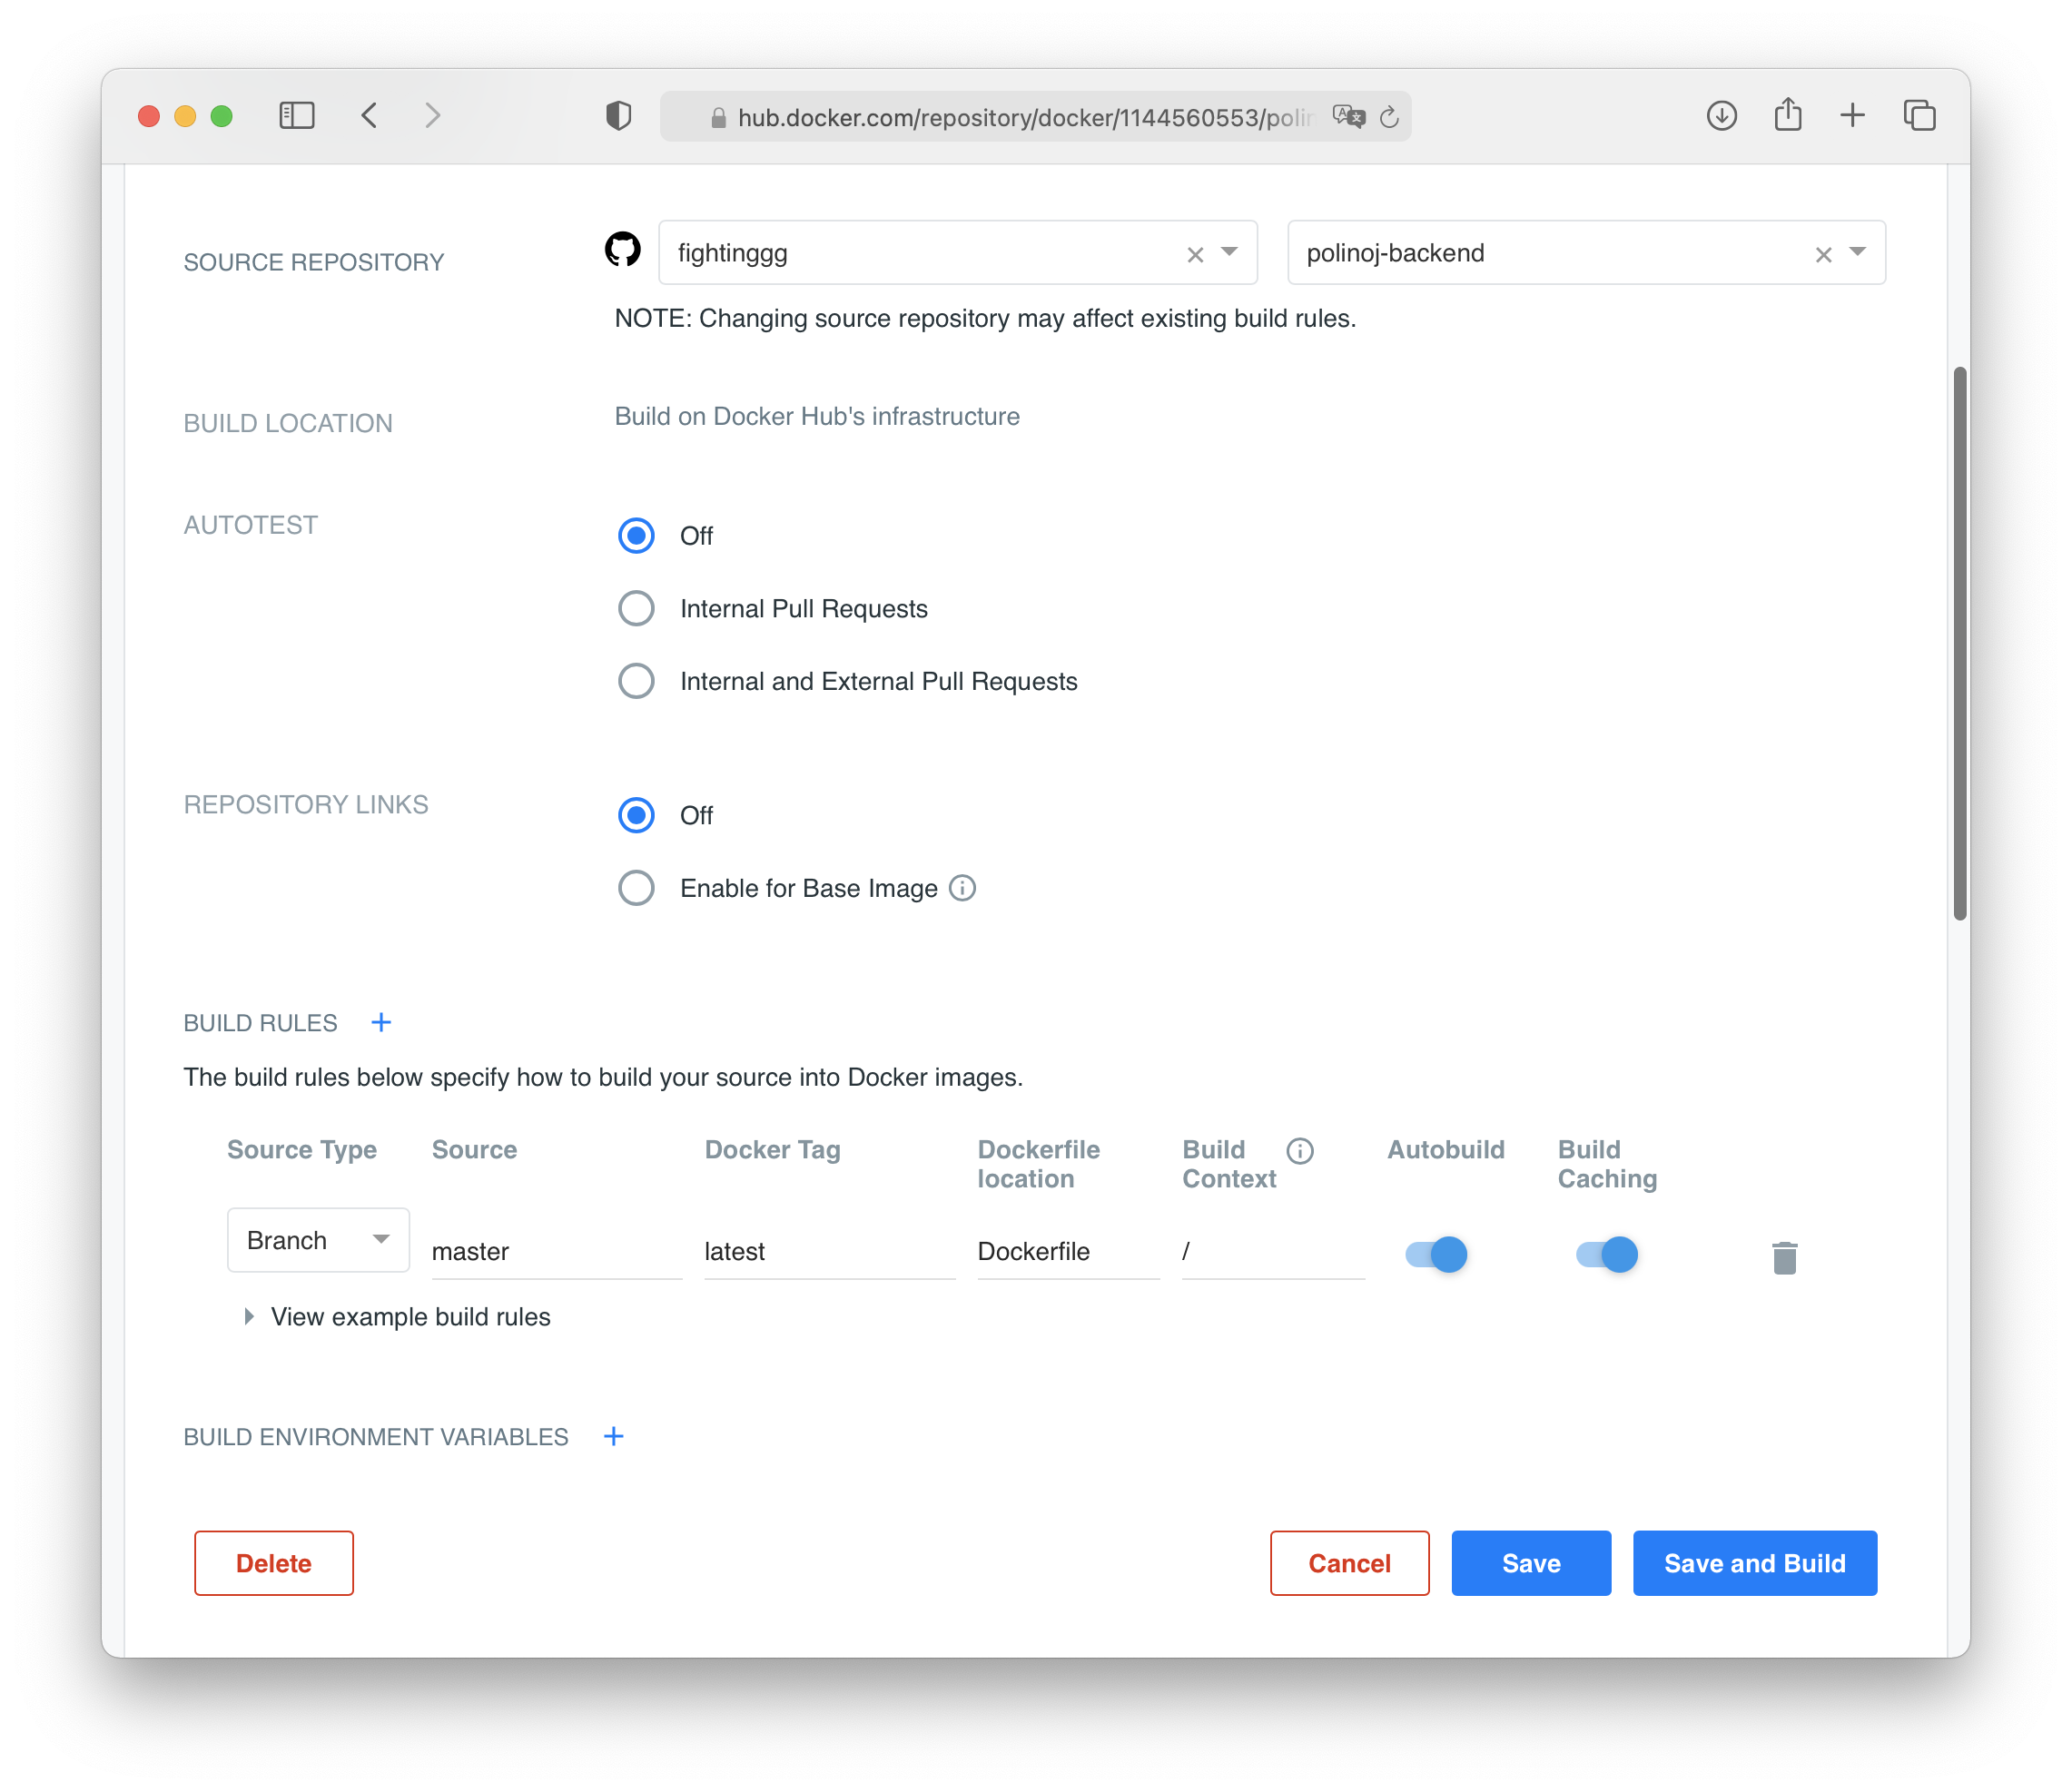 hub.docker.com/repository/docker/1144560553/polin
SOURCE REPOSITORY
fightinggg
polinoj-backend
NOTE: Changing source repository may affect existing build rules.
BUILD LOCATION
Build on Docker Hub's infrastructure
AUTOTEST
Off
Internal Pull Requests
Internal and External Pull Requests
REPOSITORY LINKS
Off
Enable for Base Image
BUILD RULES
The build rules below specify how to build your source into Docker images.
Source Type Source Docker Tag Dockerfile location Build Context Autobuild Build Caching
Branch master latest Dockerfile /
View example build rules
BUILD ENVIRONMENT VARIABLES
Delete Cancel Save Save and Build